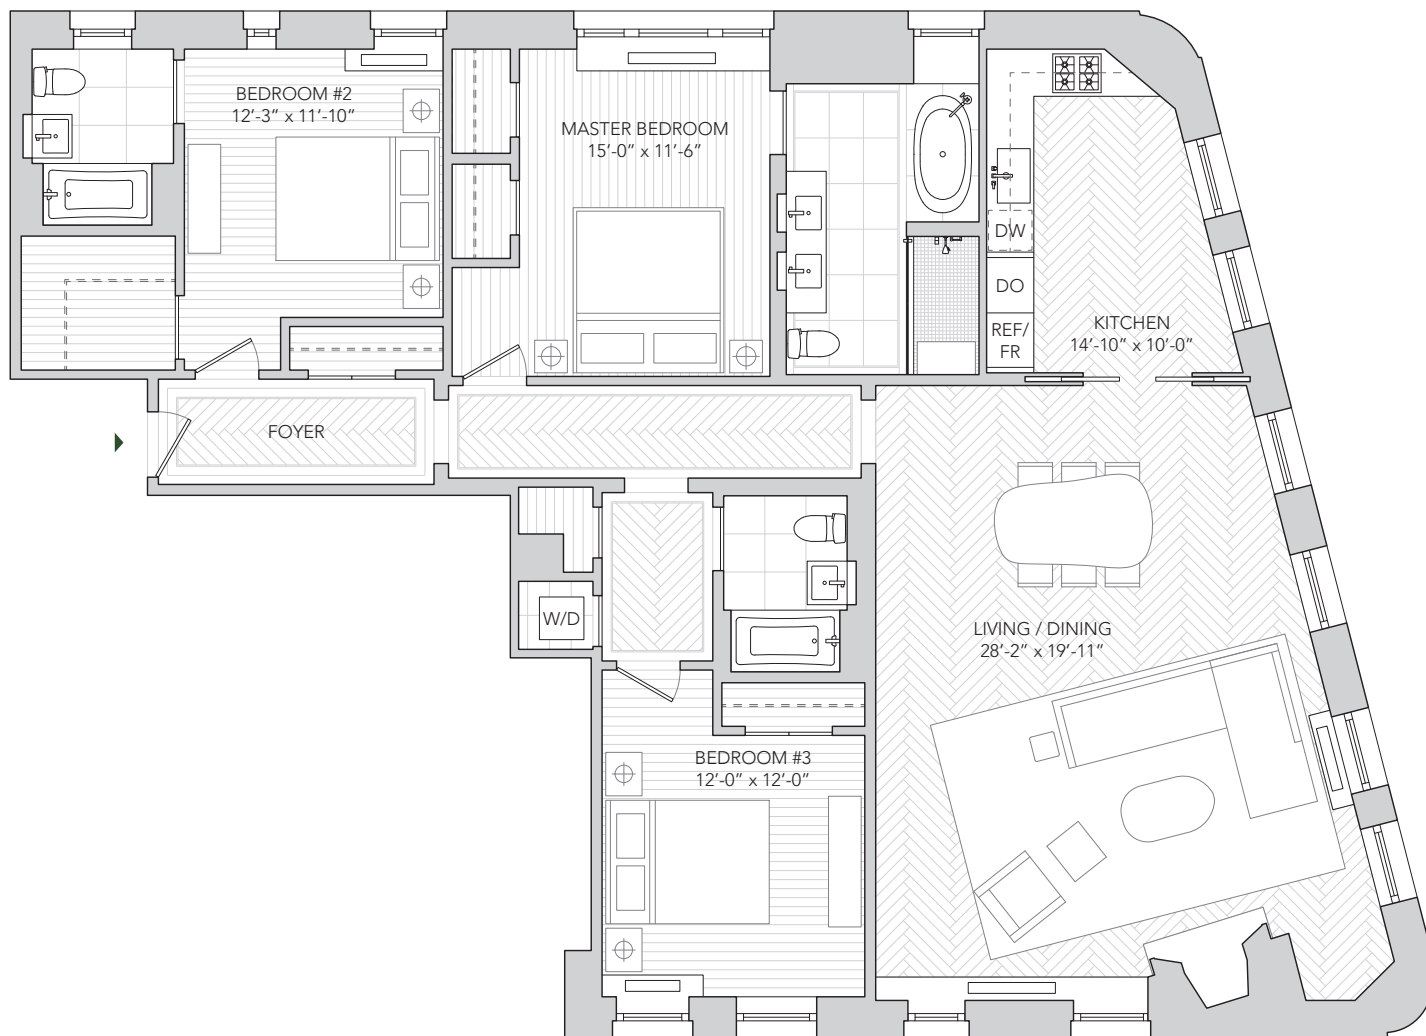 BEDROOM #2
12'-3" x 11'-10"
MASTER BEDROOM
15'-0" x 11'-6"
DW
DO
REF/
FR
KITCHEN
14'-10" x 10'-0"
FOYER
W/D
LIVING / DINING
28'-2" x 19'-11"
BEDROOM #3
12'-0" x 12'-0"